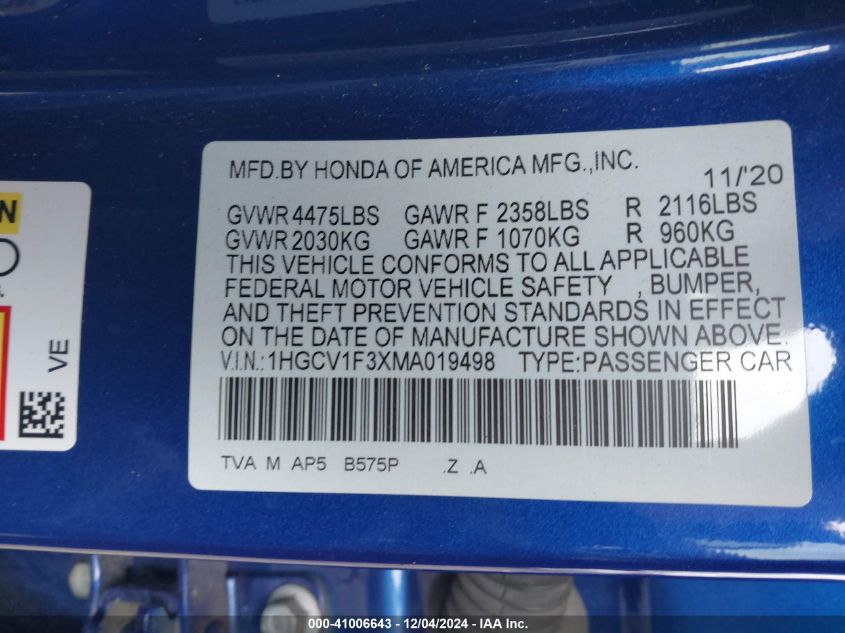 MFD.BY HONDA OF AMERICA MFG.,INC. 11/'20
GVWR 4475LBS GAWR F 2358LBS R 2116LBS
GVWR 2030KG GAWR F 1070KG R 960KG
THIS VEHICLE CONFORMS TO ALL APPLICABLE
FEDERAL MOTOR VEHICLE SAFETY , BUMPER,
AND THEFT PREVENTION STANDARDS IN EFFECT
ON THE DATE OF MANUFACTURE SHOWN ABOVE.
V.I.N.:1HGCV1F3XMA019498 TYPE:PASSENGER CAR
TVA M AP5 B575P .Z .A
VE
000-41006643 - 12/04/2024 - IAA Inc.